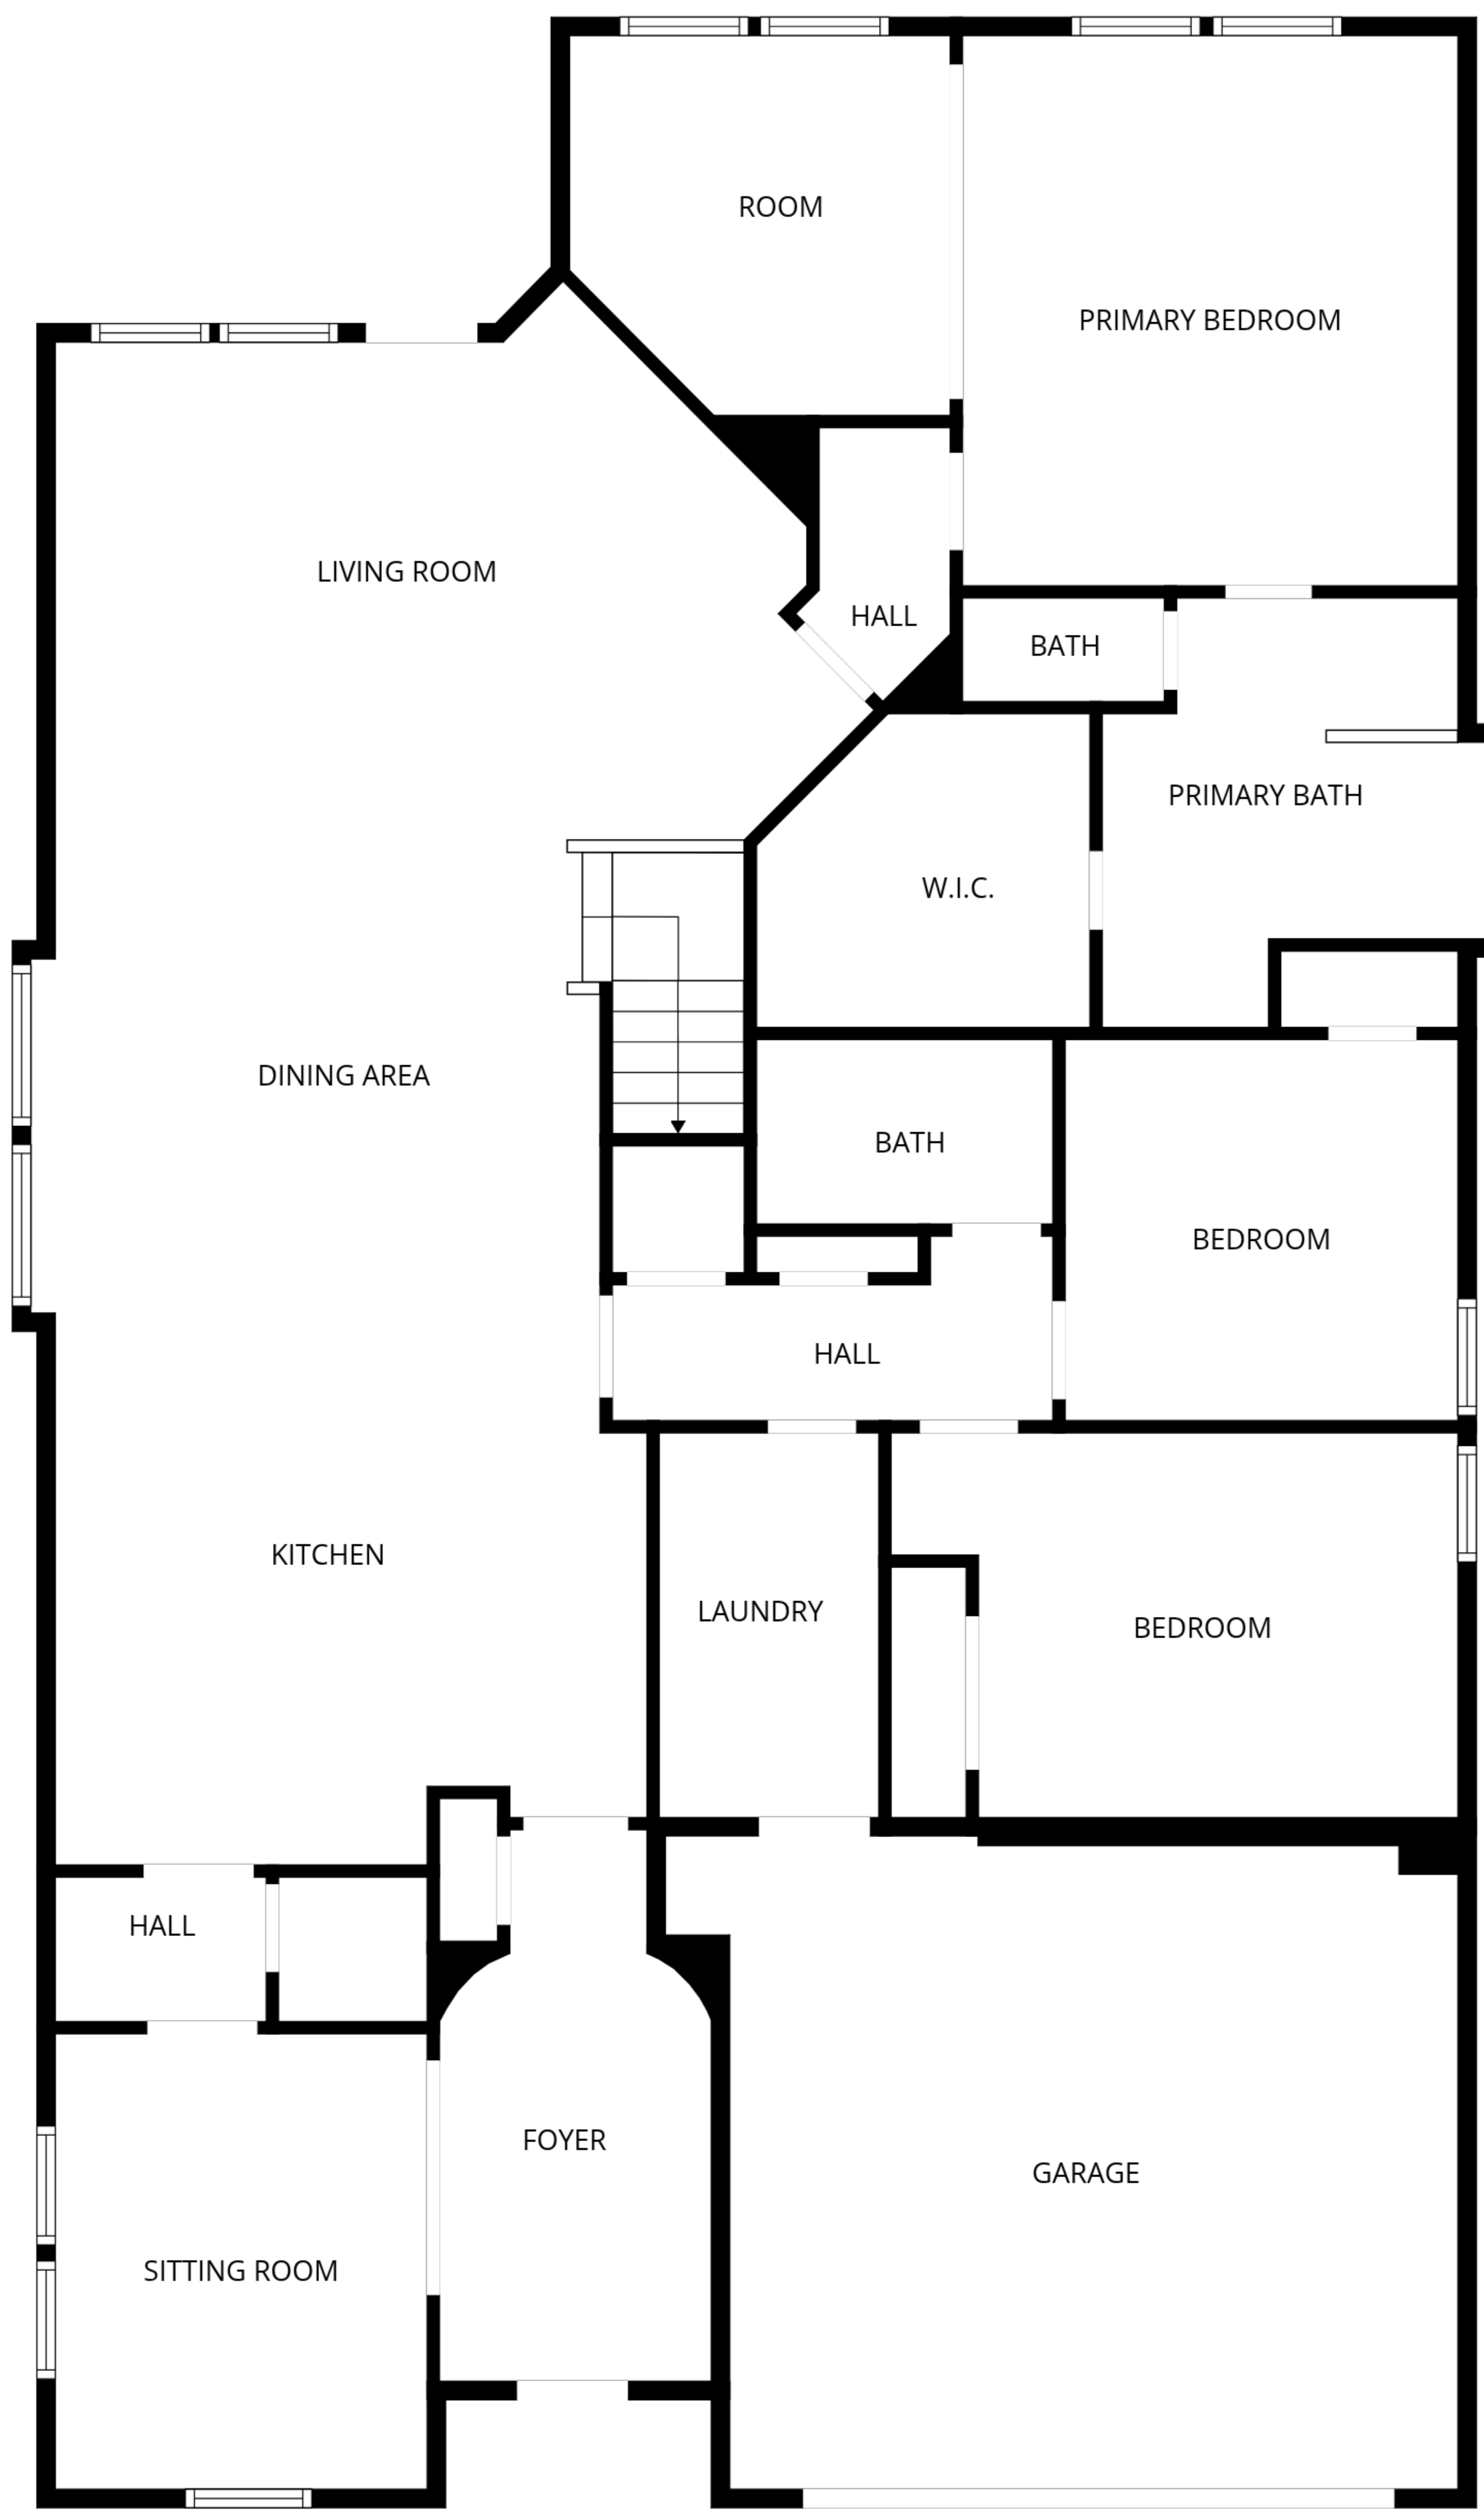 ROOM
PRIMARY BEDROOM
LIVING ROOM
HALL
BATH
PRIMARY BATH
W.I.C.
DINING AREA
BATH
BEDROOM
HALL
KITCHEN
LAUNDRY
BEDROOM
HALL
FOYER
GARAGE
SITTING ROOM